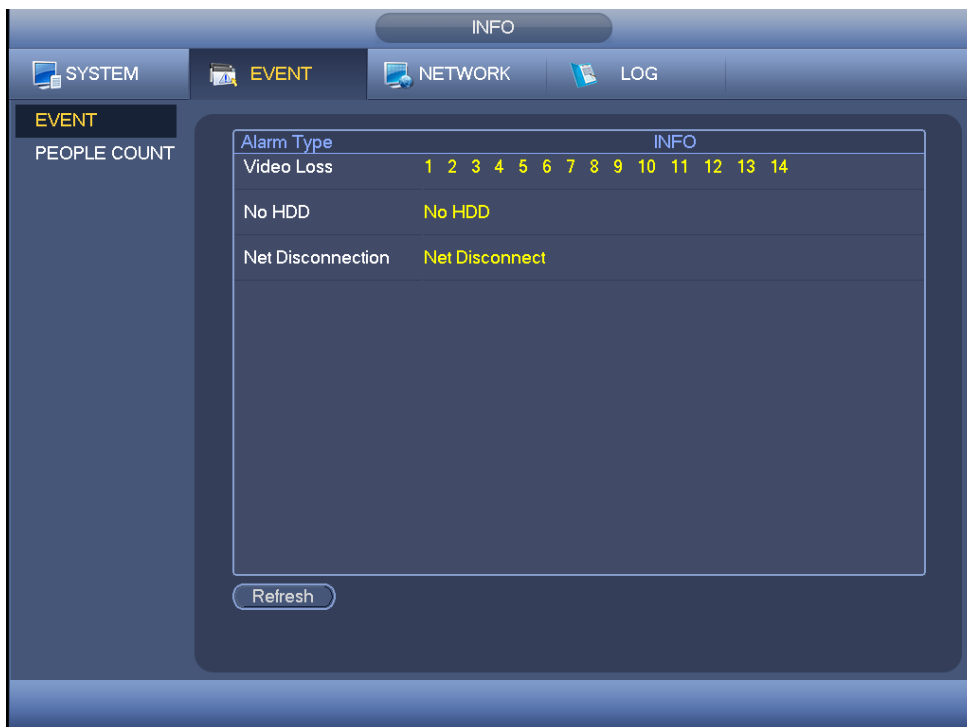 INFO
SYSTEM EVENT NETWORK LOG
EVENT
PEOPLE COUNT
Alarm Type INFO
Video Loss 1 2 3 4 5 6 7 8 9 10 11 12 13 14
No HDD No HDD
Net Disconnection Net Disconnect
Refresh